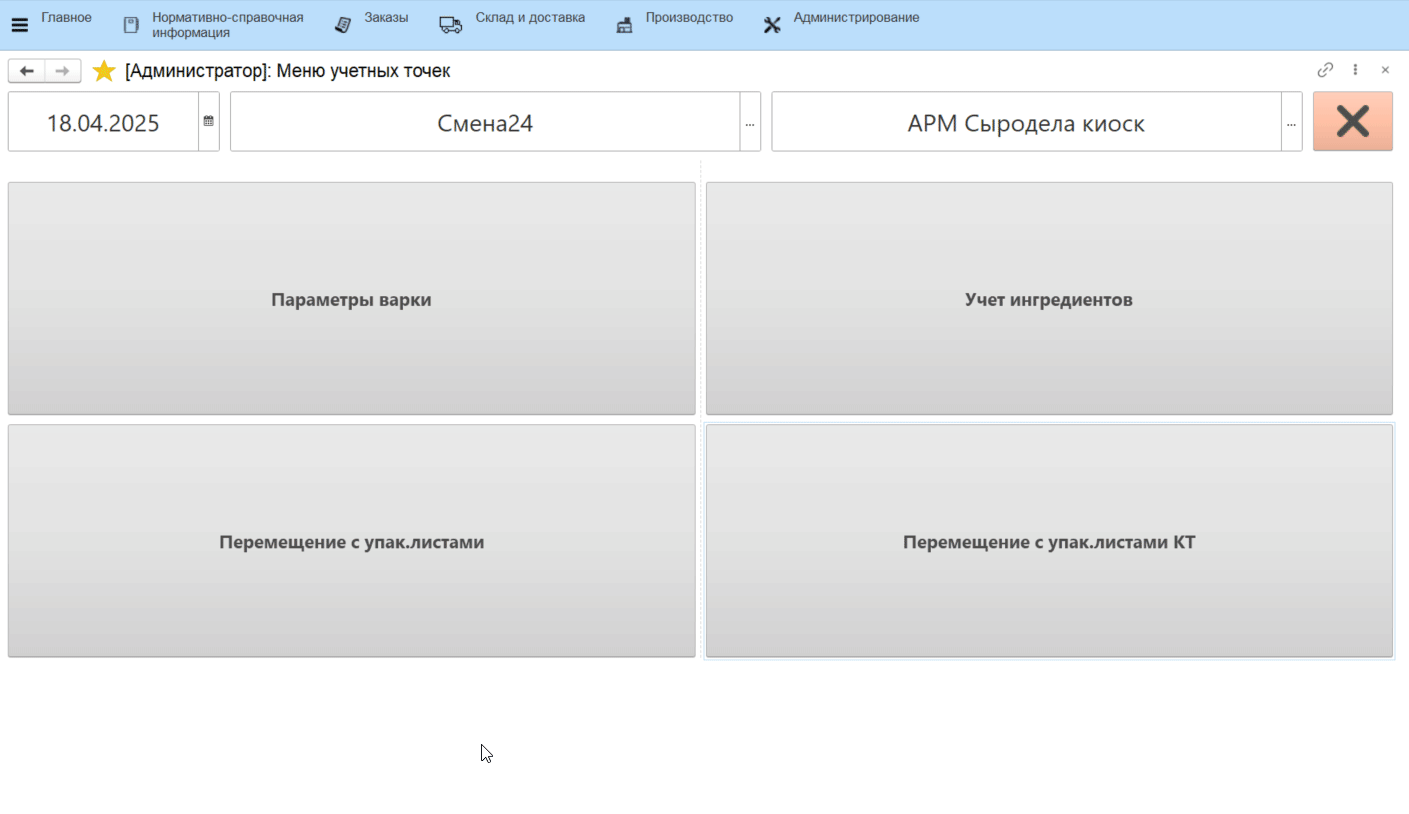 Главное
Нормативно-справочная
информация
Заказы
Склад и доставка
Производство
Администрирование
[Администратор]: Меню учетных точек
18.04.2025
Смена24
...
АРМ Сыродела киоск
...
Параметры варки
Учет ингредиентов
Перемещение с упак.листами
Перемещение с упак.листами КТ